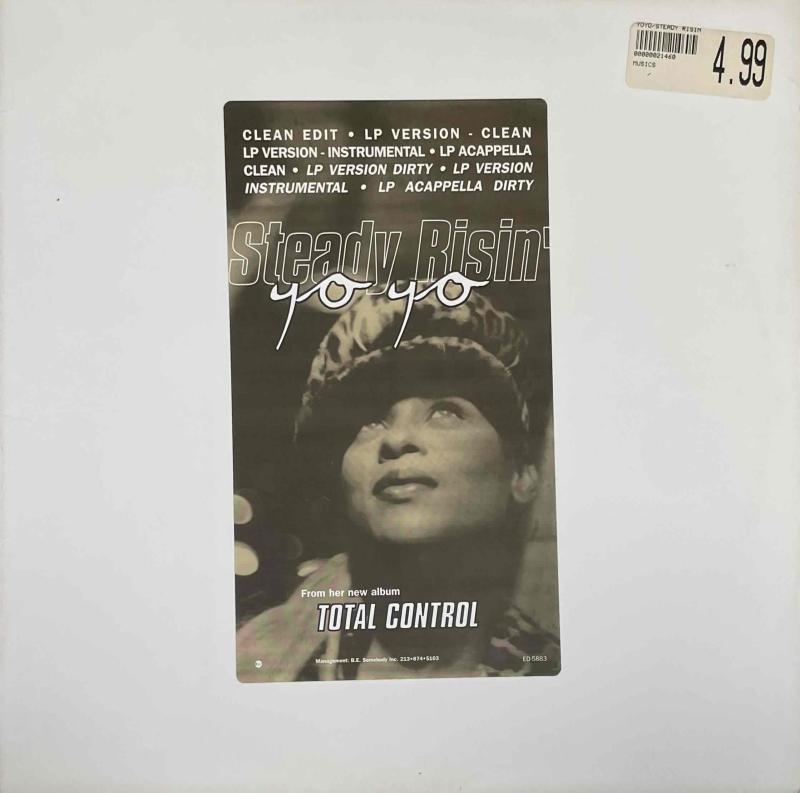 YOYO/STEADY RISIN
00000021460
MUSICS
4.99
CLEAN EDIT • LP VERSION - CLEAN
LP VERSION - INSTRUMENTAL • LP ACAPPELLA
CLEAN • LP VERSION DIRTY • LP VERSION
INSTRUMENTAL • LP ACAPPELLA DIRTY
Steady Risin'
yo yo
From her new album
TOTAL CONTROL
Management: B.E. Somebody Inc. 213•874•5103
ED 5883